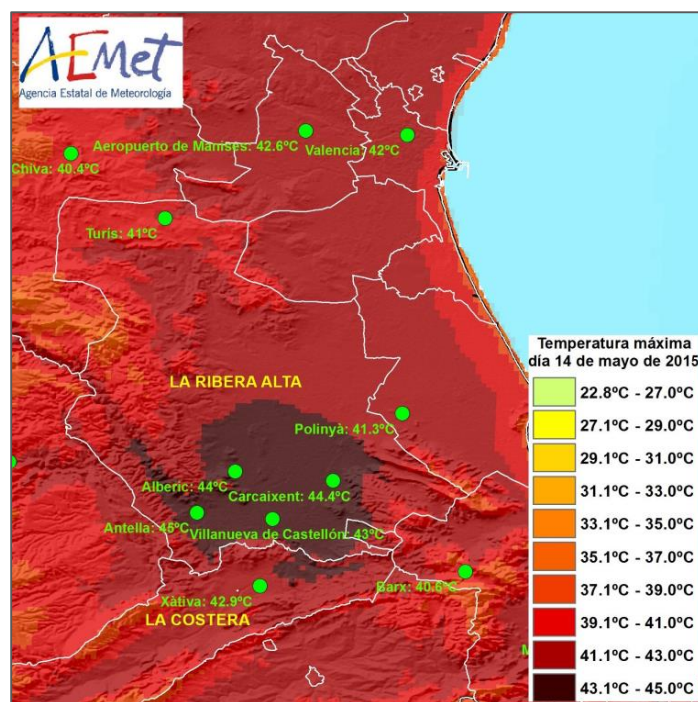 AEmet
Agencia Estatal de Meteorología
Aeropuerto de Manises: 42.6ºC
Valencia: 42ºC
Chiva: 40.4ºC
Turís: 41ºC
LA RIBERA ALTA
Polinyà: 41.3ºC
Alberic: 44ºC
Carcaixent: 44.4ºC
Antella: 45ºC
Villanueva de Castellón: 43ºC
Xàtiva: 42.9ºC
Barx: 40.6ºC
LA COSTERA
Temperatura máxima
día 14 de mayo de 2015
22.8ºC - 27.0ºC
27.1ºC - 29.0ºC
29.1ºC - 31.0ºC
31.1ºC - 33.0ºC
33.1ºC - 35.0ºC
35.1ºC - 37.0ºC
37.1ºC - 39.0ºC
39.1ºC - 41.0ºC
41.1ºC - 43.0ºC
43.1ºC - 45.0ºC